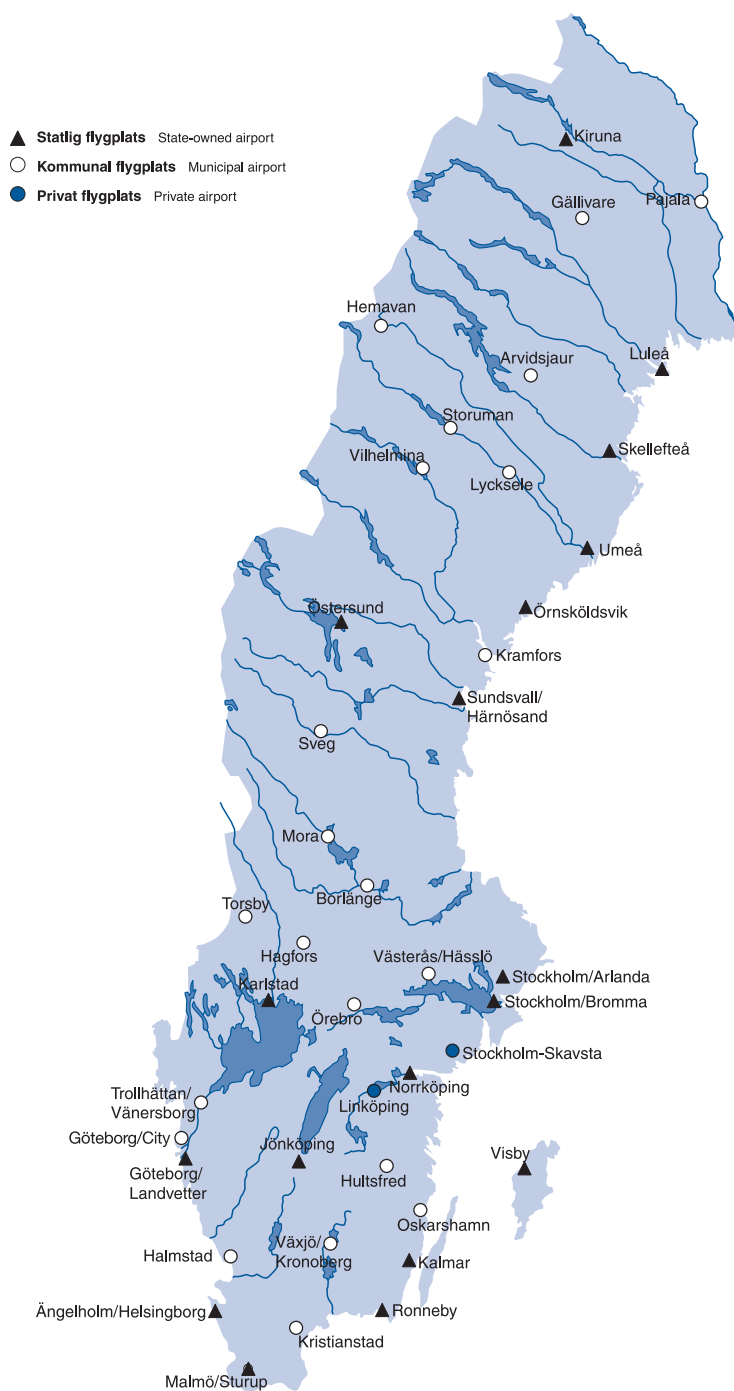 Statlig flygplats State-owned airport
Kommunal flygplats Municipal airport
Privat flygplats Private airport
Kiruna
Gällivare
Pajala
Hemavan
Arvidsjaur
Luleå
Storuman
Skellefteå
Vilhelmina
Lycksele
Umeå
Östersund
Örnsköldsvik
Kramfors
Sundsvall/
Härnösand
Sveg
Mora
Borlänge
Torsby
Hagfors
Västerås/Hässlö
Stockholm/Arlanda
Karlstad
Stockholm/Bromma
Örebro
Stockholm-Skavsta
Norrköping
Trollhättan/
Vänersborg
Linköping
Göteborg/City
Jönköping
Visby
Göteborg/
Landvetter
Hultsfred
Oskarshamn
Växjö/
Kronoberg
Halmstad
Kalmar
Ängelholm/Helsingborg
Ronneby
Kristianstad
Malmö/Sturup